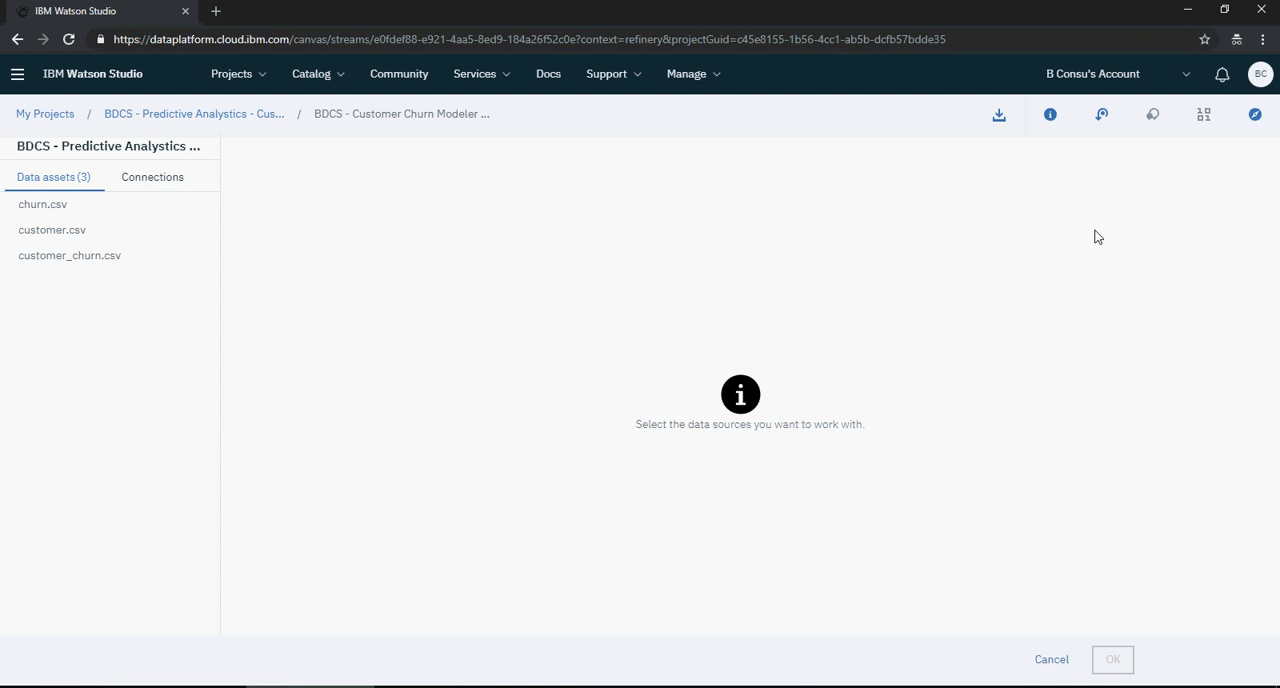 IBM Watson Studio
https://dataplatform.cloud.ibm.com/canvas/streams/e0fdef88-e921-4aa5-8ed9-184a26f52c0e?context=refinery&projectGuid=c45e8155-1b56-4cc1-ab5b-dcfb57bdde35
IBM Watson Studio Projects Catalog Community Services Docs Support Manage B Consu's Account BC
My Projects / BDCS - Predictive Analystics - Cus... / BDCS - Customer Churn Modeler ...
BDCS - Predictive Analystics ...
Data assets (3) Connections
churn.csv
customer.csv
customer_churn.csv
Select the data sources you want to work with.
Cancel OK